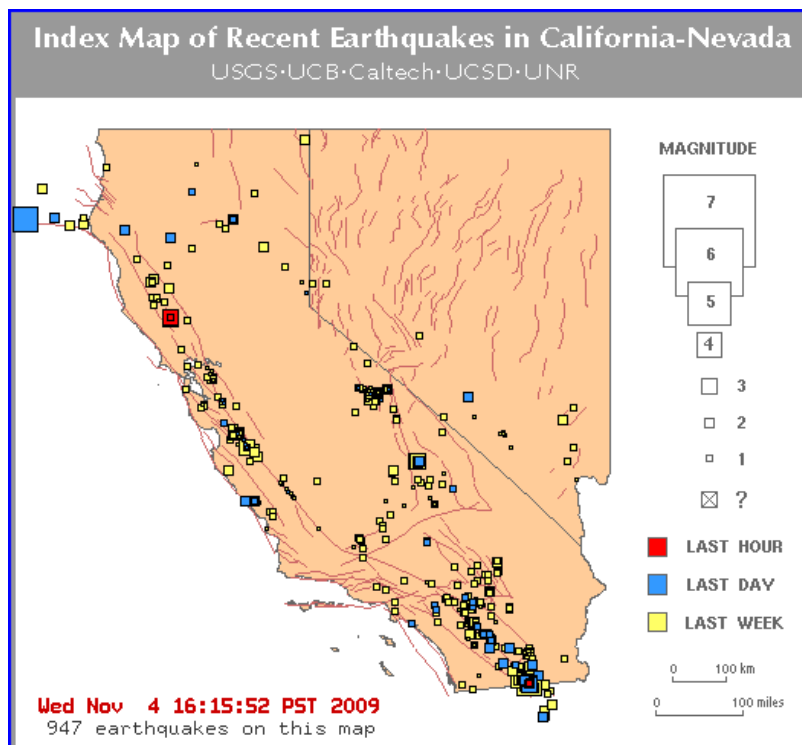 Index Map of Recent Earthquakes in California-Nevada
USGS·UCB·Caltech·UCSD·UNR
MAGNITUDE
7
6
5
4
3
2
1
?
LAST HOUR
LAST DAY
LAST WEEK
0 100 km
0 100 miles
Wed Nov 4 16:15:52 PST 2009
947 earthquakes on this map